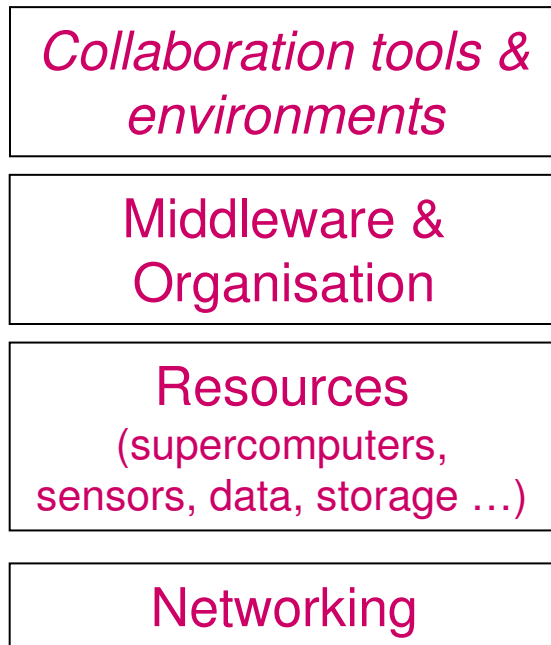 Collaboration tools &
environments
Middleware &
Organisation
Resources
(supercomputers,
sensors, data, storage …)
Networking